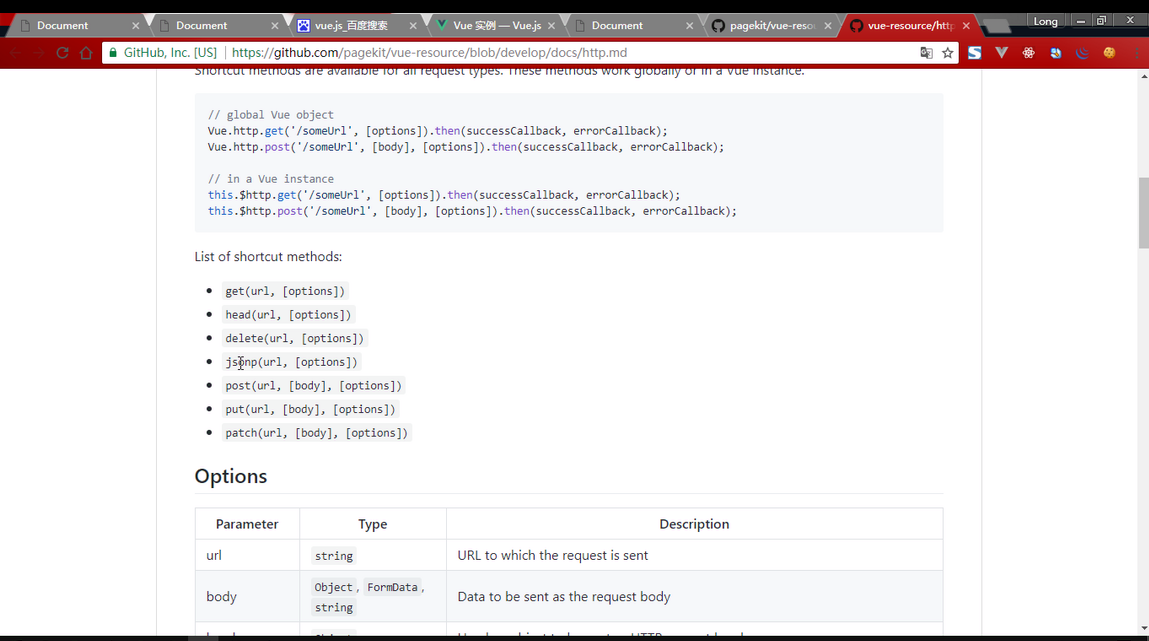 Document
Document
vue.js_百度搜索
Vue 实例 — Vue.js
Document
pagekit/vue-reso
vue-resource/http
Long
GitHub, Inc. [US] | https://github.com/pagekit/vue-resource/blob/develop/docs/http.md
Shortcut methods are available for all request types. These methods work globally or in a Vue instance.
// global Vue object
Vue.http.get('/someUrl', [options]).then(successCallback, errorCallback);
Vue.http.post('/someUrl', [body], [options]).then(successCallback, errorCallback);
// in a Vue instance
this.$http.get('/someUrl', [options]).then(successCallback, errorCallback);
this.$http.post('/someUrl', [body], [options]).then(successCallback, errorCallback);
List of shortcut methods:
get(url, [options])
head(url, [options])
delete(url, [options])
jsonp(url, [options])
post(url, [body], [options])
put(url, [body], [options])
patch(url, [body], [options])
Options
Parameter Type Description
url string URL to which the request is sent
body Object, FormData, string Data to be sent as the request body